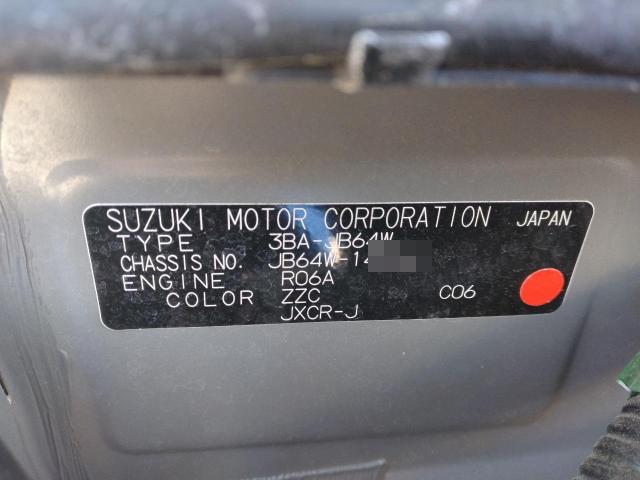 SUZUKI MOTOR CORPORATION JAPAN
TYPE 3BA-JB64W
CHASSIS NO. JB64W-14
ENGINE R06A
COLOR ZZC C06
JXCR-J